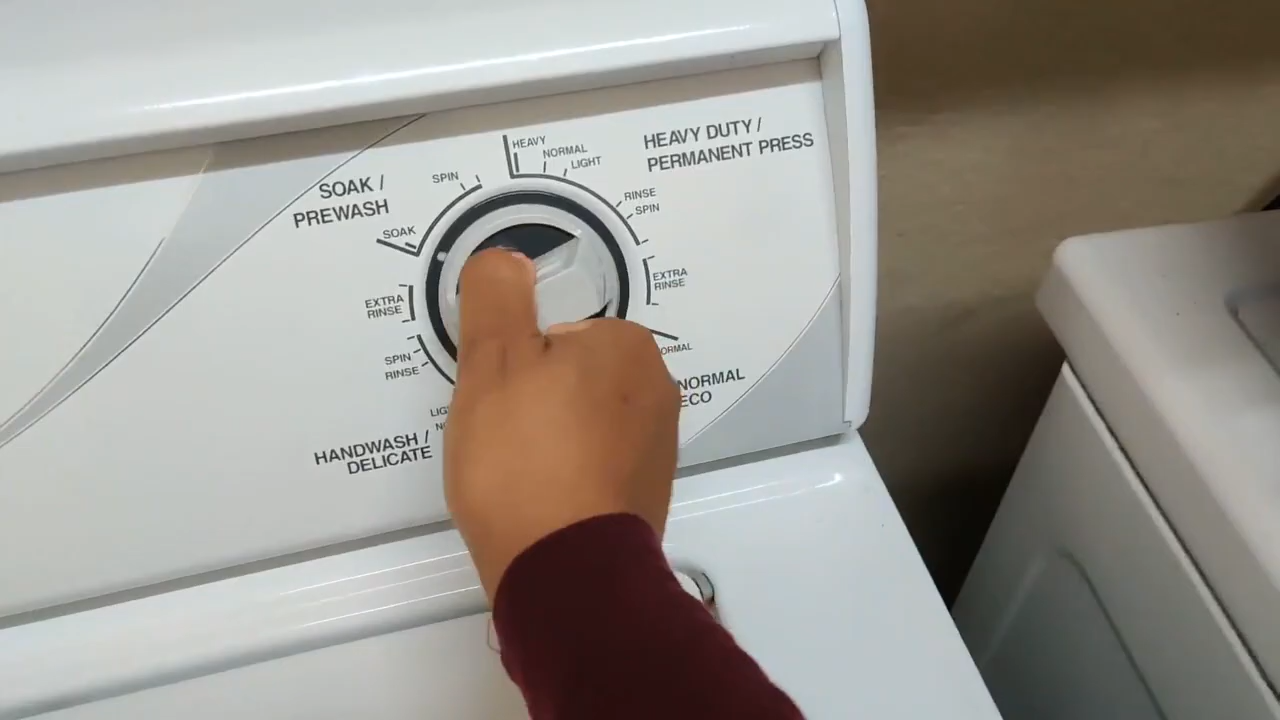 HEAVY
NORMAL
LIGHT
HEAVY DUTY /
PERMANENT PRESS
RINSE
SPIN
EXTRA
RINSE
NORMAL
ECO
SPIN
SOAK /
PREWASH
SOAK
EXTRA
RINSE
SPIN
RINSE
HANDWASH /
DELICATE